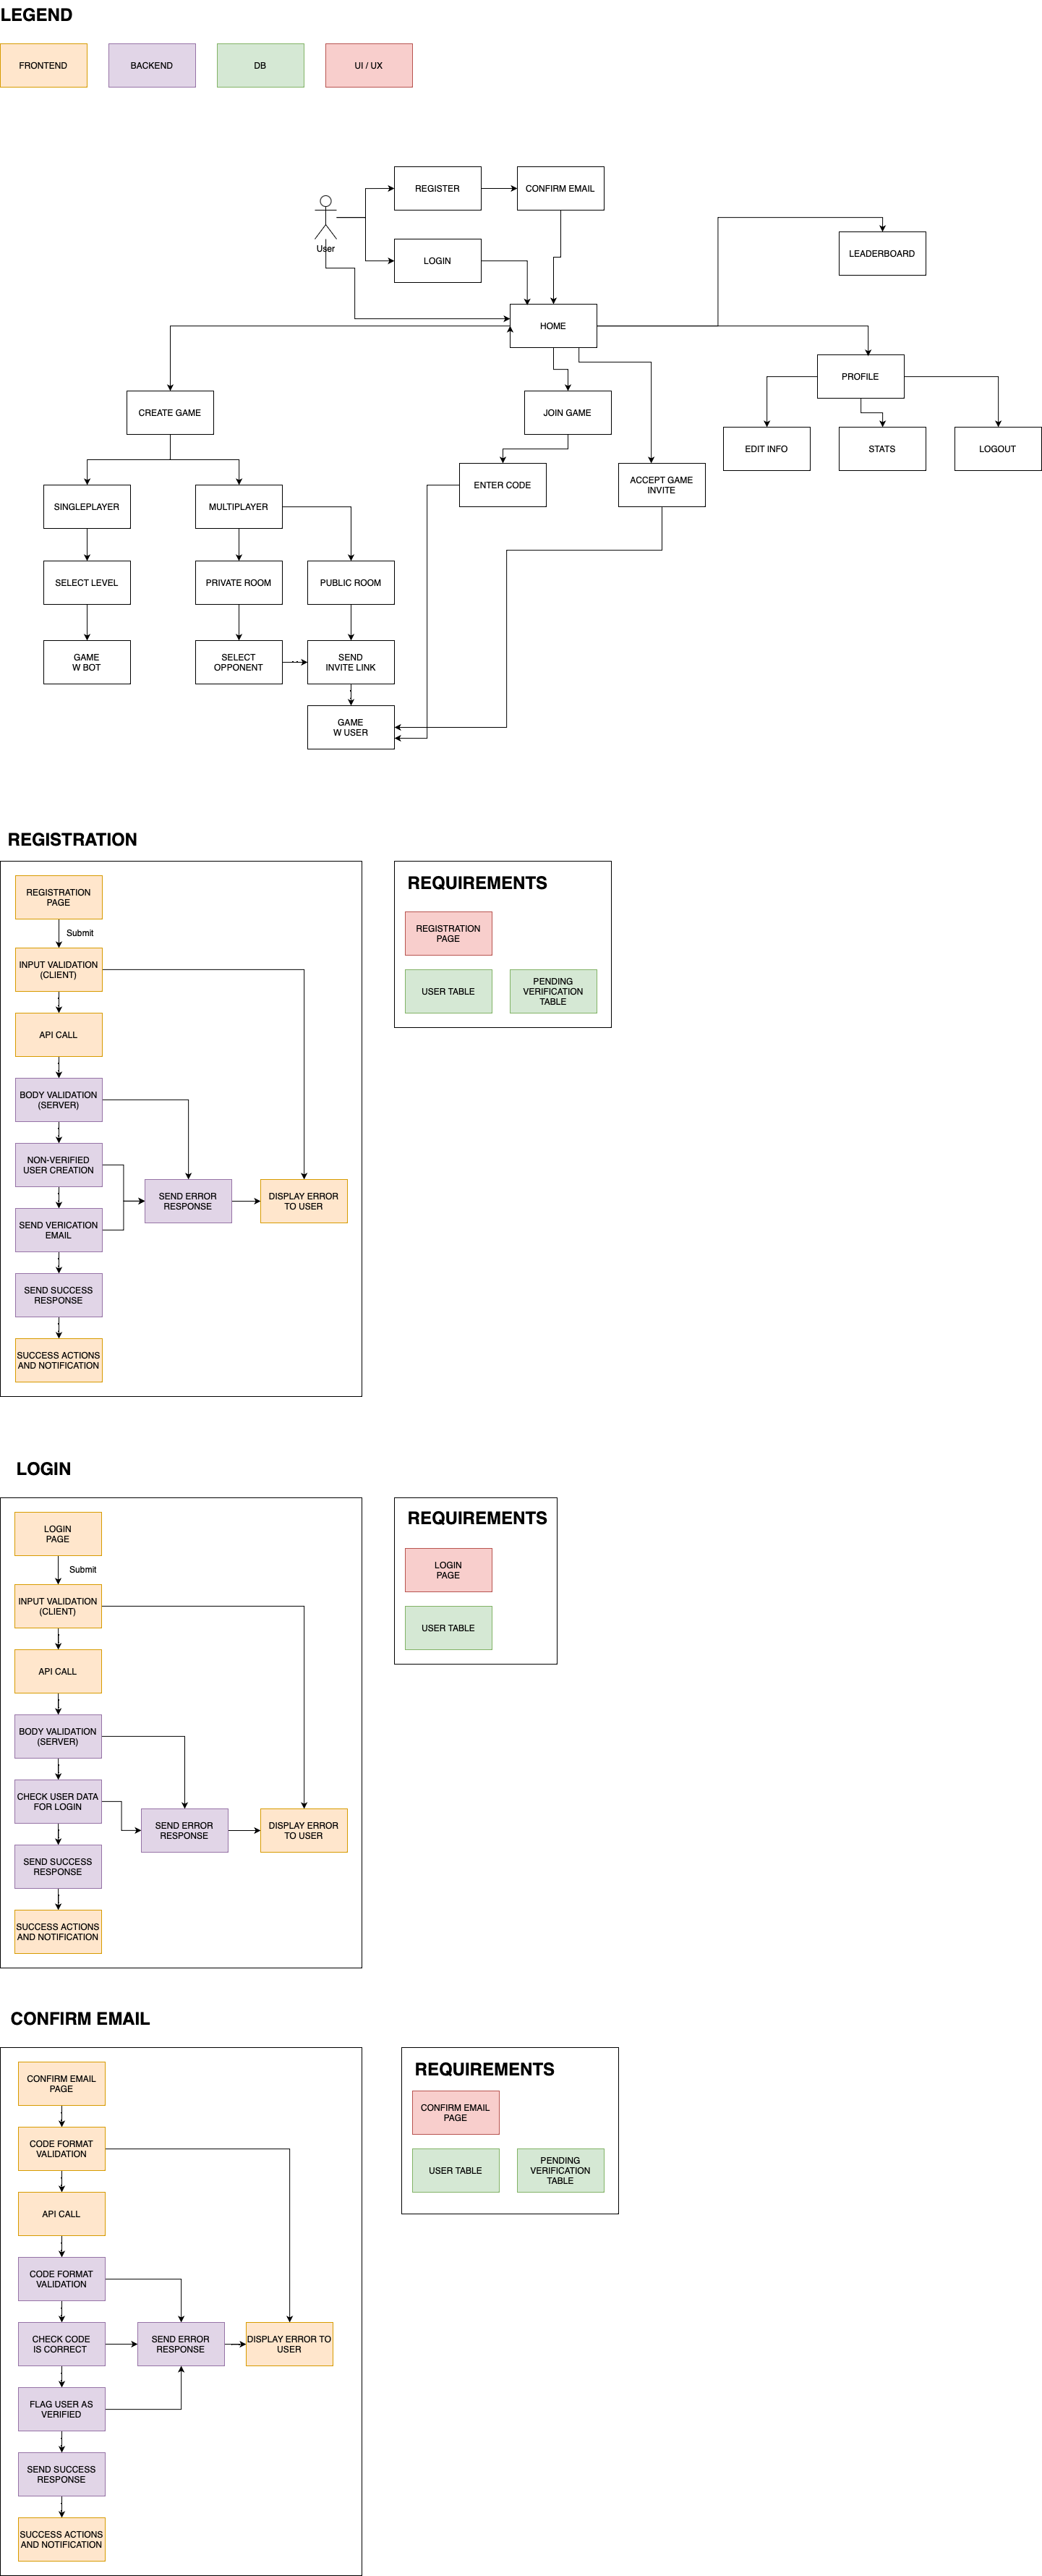 LEGEND
FRONTEND
BACKEND
DB
UI / UX
REGISTER
CONFIRM EMAIL
User
LOGIN
LEADERBOARD
HOME
PROFILE
CREATE GAME
JOIN GAME
EDIT INFO
STATS
LOGOUT
SINGLEPLAYER
MULTIPLAYER
ENTER CODE
ACCEPT GAME
INVITE
SELECT LEVEL
PRIVATE ROOM
PUBLIC ROOM
GAME
W BOT
SELECT
OPPONENT
SEND
INVITE LINK
GAME
W USER
REGISTRATION
REGISTRATION
PAGE
Submit
INPUT VALIDATION
(CLIENT)
API CALL
BODY VALIDATION
(SERVER)
NON-VERIFIED
USER CREATION
SEND VERICATION
EMAIL
SEND ERROR
RESPONSE
DISPLAY ERROR
TO USER
SEND SUCCESS
RESPONSE
SUCCESS ACTIONS
AND NOTIFICATION
REQUIREMENTS
REGISTRATION
PAGE
USER TABLE
PENDING
VERIFICATION
TABLE
LOGIN
LOGIN
PAGE
Submit
INPUT VALIDATION
(CLIENT)
API CALL
BODY VALIDATION
(SERVER)
CHECK USER DATA
FOR LOGIN
SEND ERROR
RESPONSE
DISPLAY ERROR
TO USER
SEND SUCCESS
RESPONSE
SUCCESS ACTIONS
AND NOTIFICATION
REQUIREMENTS
LOGIN
PAGE
USER TABLE
CONFIRM EMAIL
CONFIRM EMAIL
PAGE
CODE FORMAT
VALIDATION
API CALL
CODE FORMAT
VALIDATION
CHECK CODE
IS CORRECT
SEND ERROR
RESPONSE
DISPLAY ERROR TO
USER
FLAG USER AS
VERIFIED
SEND SUCCESS
RESPONSE
SUCCESS ACTIONS
AND NOTIFICATION
REQUIREMENTS
CONFIRM EMAIL
PAGE
USER TABLE
PENDING
VERIFICATION
TABLE